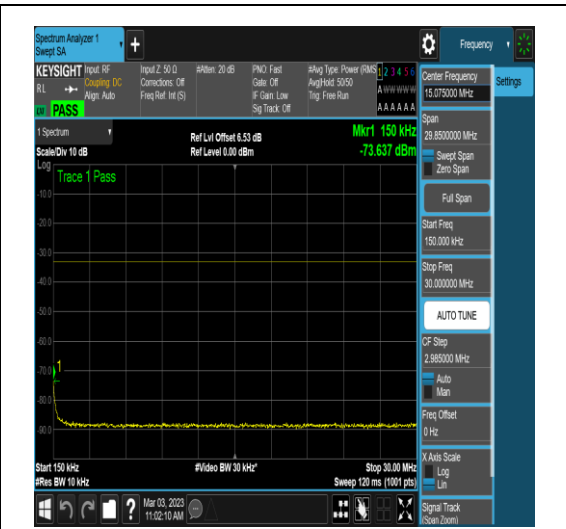 Spectrum Analyzer 1
Swept SA
Frequency
KEYSIGHT
RL
PASS
Input: RF
Coupling: DC
Align: Auto
Input Z: 50 Ω
Corrections: Off
Freq Ref: Int (S)
#Atten: 20 dB
PNO: Fast
Gate: Off
IF Gain: Low
Sig Track: Off
#Avg Type: Power (RMS
Avg|Hold: 50/50
Trig: Free Run
1 2 3 4 5 6
A W W W W W
A A A A A A
1 Spectrum
Scale/Div 10 dB
Ref Lvl Offset 6.53 dB
Ref Level 0.00 dBm
Mkr1 150 kHz
-73.637 dBm
Log
Trace 1 Pass
-10.0
-20.0
-30.0
-40.0
-50.0
-60.0
-70.0
-80.0
-90.0
1
Start 150 kHz
#Res BW 10 kHz
#Video BW 30 kHz*
Stop 30.00 MHz
Sweep 120 ms (1001 pts)
Mar 03, 2023
11:02:10 AM
Center Frequency
15.075000 MHz
Settings
Span
29.8500000 MHz
Swept Span
Zero Span
Full Span
Start Freq
150.000 kHz
Stop Freq
30.000000 MHz
AUTO TUNE
CF Step
2.985000 MHz
Auto
Man
Freq Offset
0 Hz
X Axis Scale
Log
Lin
Signal Track
(Span Zoom)